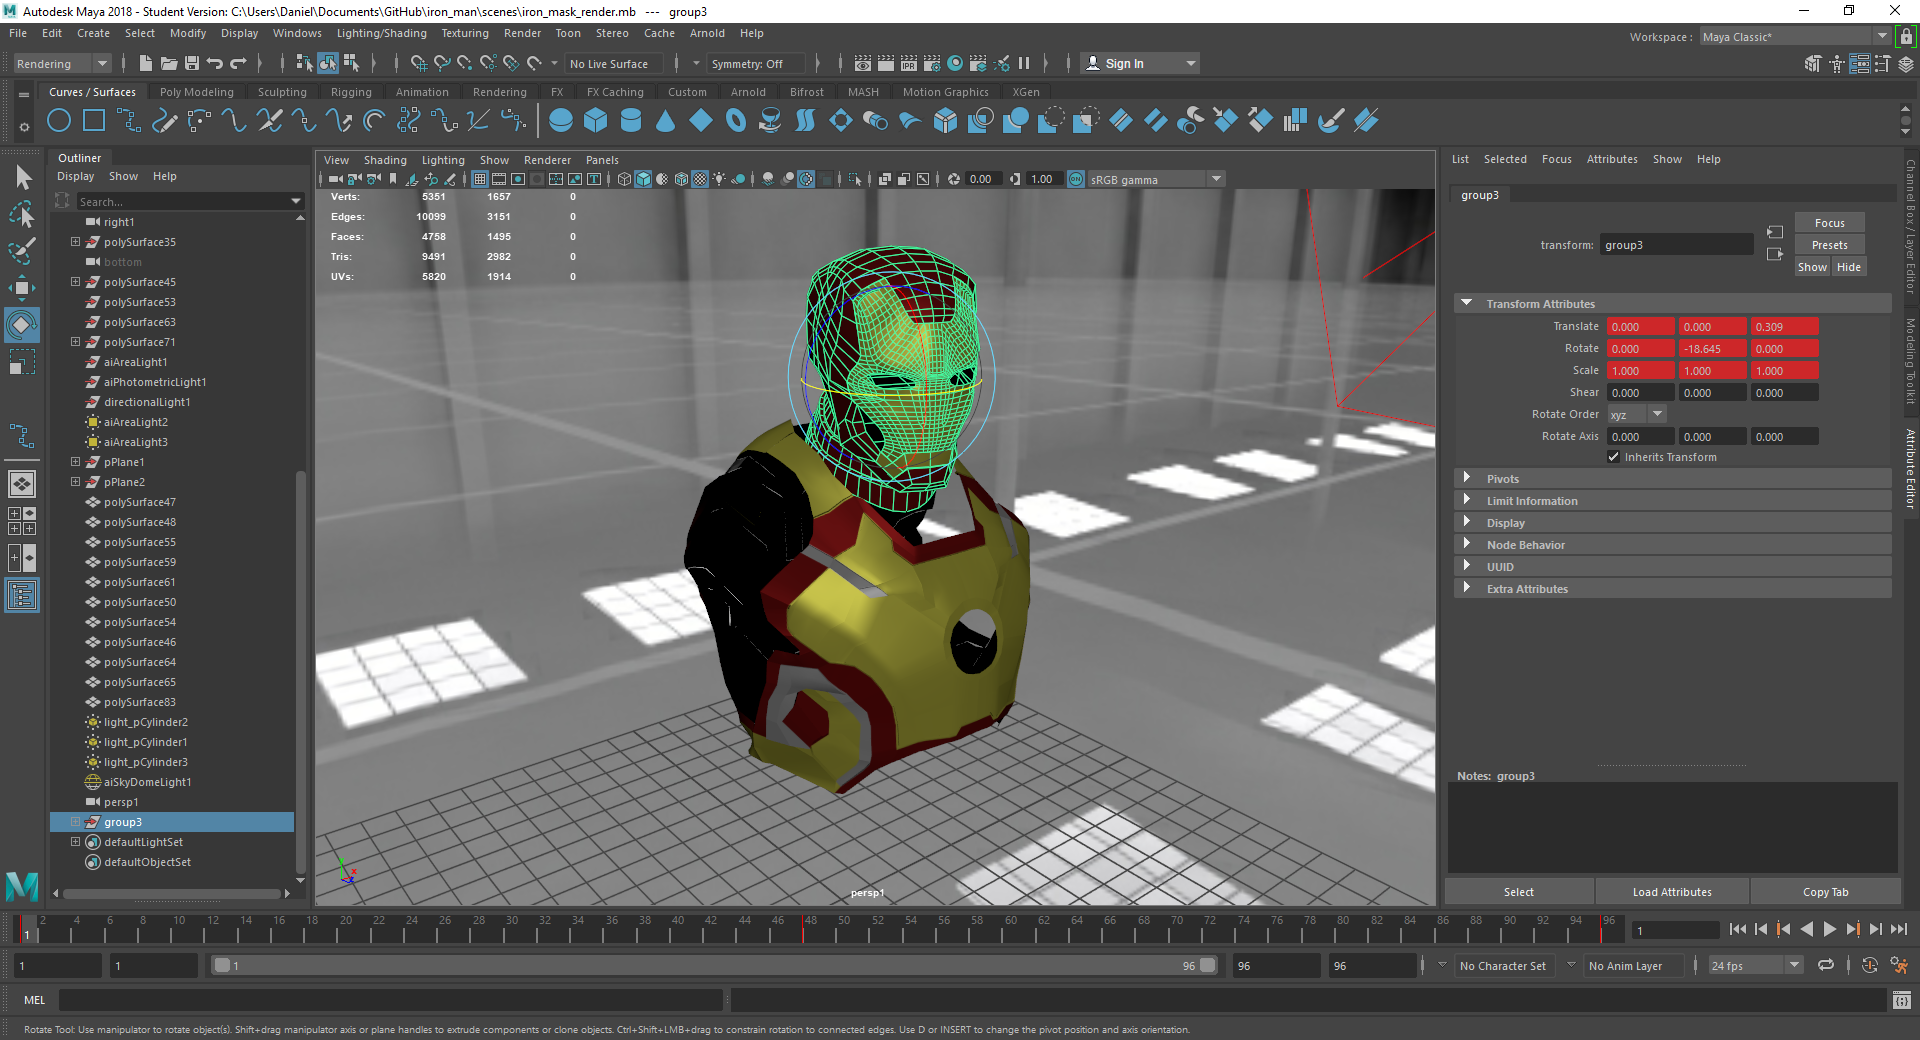 Autodesk Maya 2018 - Student Version: C:\Users\Daniel\Documents\GitHub\iron_man\scenes\iron_mask_render.mb   ---   group3
File Edit Create Select Modify Display Windows Lighting/Shading Texturing Render Toon Stereo Cache Arnold Help
Workspace : Maya Classic*
Rendering
No Live Surface
Symmetry: Off
IPR
Sign In
Curves / Surfaces Poly Modeling Sculpting Rigging Animation Rendering FX FX Caching Custom Arnold Bifrost MASH Motion Graphics XGen
Outliner
Display Show Help
Search...
right1
polySurface35
bottom
polySurface45
polySurface53
polySurface63
polySurface71
aiAreaLight1
aiPhotometricLight1
directionalLight1
aiAreaLight2
aiAreaLight3
pPlane1
pPlane2
polySurface47
polySurface48
polySurface55
polySurface59
polySurface61
polySurface50
polySurface54
polySurface46
polySurface64
polySurface65
polySurface83
light_pCylinder2
light_pCylinder1
light_pCylinder3
aiSkyDomeLight1
persp1
group3
defaultLightSet
defaultObjectSet
View Shading Lighting Show Renderer Panels
0.00 1.00 ON sRGB gamma
Verts: 5351 1657 0
Edges: 10099 3151 0
Faces: 4758 1495 0
Tris: 9491 2982 0
UVs: 5820 1914 0
persp1
List Selected Focus Attributes Show Help
group3
transform: group3
Focus
Presets
Show Hide
Transform Attributes
Translate 0.000 0.000 0.309
Rotate 0.000 -18.645 0.000
Scale 1.000 1.000 1.000
Shear 0.000 0.000 0.000
Rotate Order xyz
Rotate Axis 0.000 0.000 0.000
Inherits Transform
Pivots
Limit Information
Display
Node Behavior
UUID
Extra Attributes
Notes: group3
Select Load Attributes Copy Tab
Channel Box / Layer Editor
Modeling Toolkit
Attribute Editor
1 2 4 6 8 10 12 14 16 18 20 22 24 26 28 30 32 34 36 38 40 42 44 46 48 50 52 54 56 58 60 62 64 66 68 70 72 74 76 78 80 82 84 86 88 90 92 94 96
1
1 1 1 96 96 96 No Character Set No Anim Layer 24 fps
MEL
Rotate Tool: Use manipulator to rotate object(s). Shift+drag manipulator axis or plane handles to extrude components or clone objects. Ctrl+Shift+LMB+drag to constrain rotation to connected edges. Use D or INSERT to change the pivot position and axis orientation.